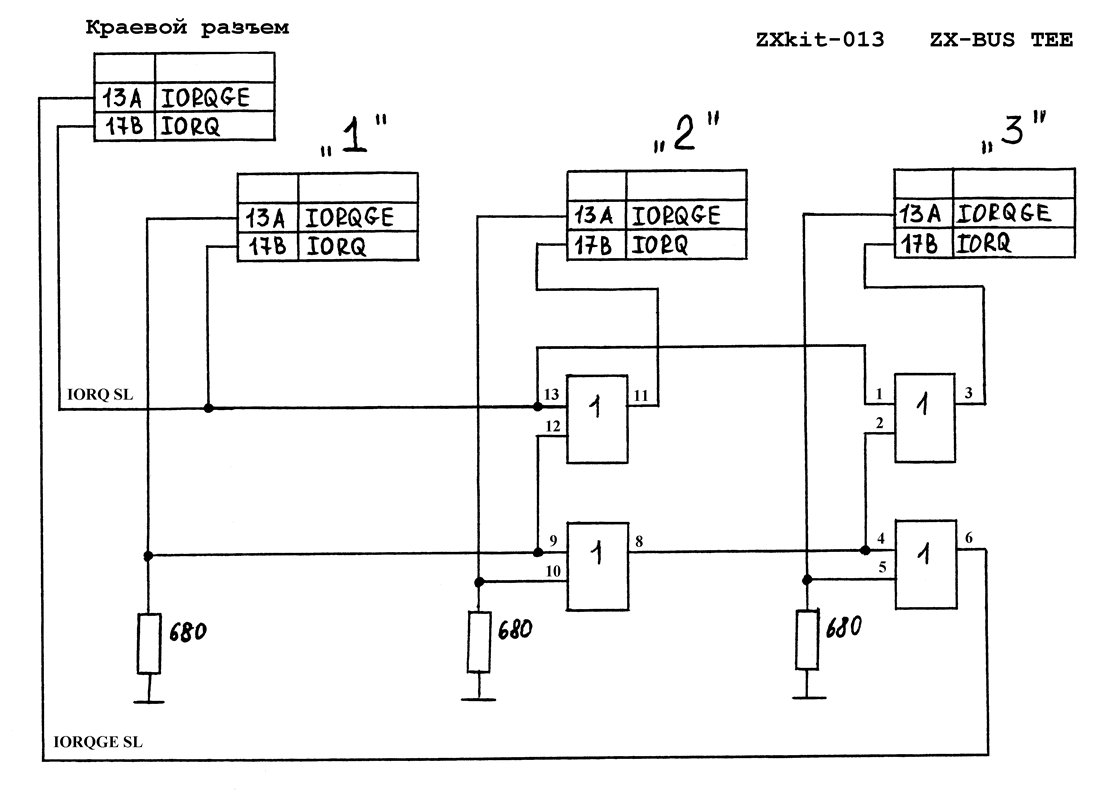 Краевой разъем
ZXkit-013 ZX-BUS TEE
13A IORQGE
17B IORQ
„1”
„2”
„3”
13A IORQGE
17B IORQ
13A IORQGE
17B IORQ
13A IORQGE
17B IORQ
IORQ SL
13 1 11
12
1 1 3
2
9 1 8
10
4 1 6
5
680
680
680
IORQGE SL